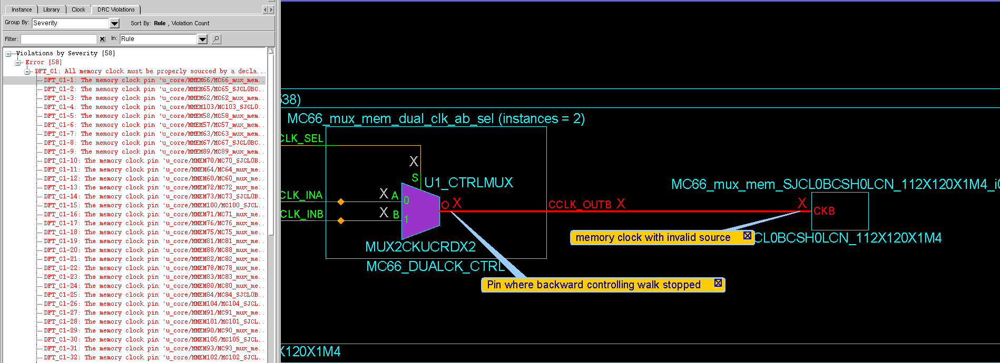 Instance Library Clock DRC Violations
Group By: Severity Sort By: Rule , Violation Count
Filter: In: Rule
Violations by Severity [58]
Error [58]
DFT_C1: All memory clock must be properly sourced by a decla...
DFT_C1-1: The memory clock pin 'u_core/MMEM66/MC66_mux_mem..
DFT_C1-2: The memory clock pin 'u_core/MMEM65/MC65_SJCL0BC..
DFT_C1-3: The memory clock pin 'u_core/MMEM62/MC62_mux_mem..
DFT_C1-4: The memory clock pin 'u_core/MMEM103/MC103_SJCL0..
DFT_C1-5: The memory clock pin 'u_core/MMEM58/MC58_mux_mem..
DFT_C1-6: The memory clock pin 'u_core/MMEM57/MC57_mux_mem..
DFT_C1-7: The memory clock pin 'u_core/MMEM63/MC63_mux_mem..
DFT_C1-8: The memory clock pin 'u_core/MMEM67/MC67_SJCL0BC..
DFT_C1-9: The memory clock pin 'u_core/MMEM89/MC89_mux_mem..
DFT_C1-10: The memory clock pin 'u_core/MMEM70/MC70_SJCL0B..
DFT_C1-11: The memory clock pin 'u_core/MMEM64/MC64_mux_me..
DFT_C1-12: The memory clock pin 'u_core/MMEM60/MC60_mux_me..
DFT_C1-13: The memory clock pin 'u_core/MMEM72/MC72_mux_me..
DFT_C1-14: The memory clock pin 'u_core/MMEM73/MC73_SJCL0B..
DFT_C1-15: The memory clock pin 'u_core/MMEM100/MC100_SJCL..
DFT_C1-16: The memory clock pin 'u_core/MMEM71/MC71_mux_me..
DFT_C1-17: The memory clock pin 'u_core/MMEM76/MC76_mux_me..
DFT_C1-18: The memory clock pin 'u_core/MMEM75/MC75_mux_me..
DFT_C1-19: The memory clock pin 'u_core/MMEM81/MC81_mux_me..
DFT_C1-20: The memory clock pin 'u_core/MMEM88/MC88_mux_me..
DFT_C1-21: The memory clock pin 'u_core/MMEM82/MC82_mux_me..
DFT_C1-22: The memory clock pin 'u_core/MMEM78/MC78_mux_me..
DFT_C1-23: The memory clock pin 'u_core/MMEM83/MC83_mux_me..
DFT_C1-24: The memory clock pin 'u_core/MMEM80/MC80_mux_me..
DFT_C1-25: The memory clock pin 'u_core/MMEM84/MC84_SJCL0B..
DFT_C1-26: The memory clock pin 'u_core/MMEM104/MC104_SJCL..
DFT_C1-27: The memory clock pin 'u_core/MMEM91/MC91_mux_me..
DFT_C1-28: The memory clock pin 'u_core/MMEM101/MC101_SJCL..
DFT_C1-29: The memory clock pin 'u_core/MMEM90/MC90_mux_me..
DFT_C1-30: The memory clock pin 'u_core/MMEM105/MC105_SJCL..
DFT_C1-31: The memory clock pin 'u_core/MMEM93/MC93_mux_me..
DFT_C1-32: The memory clock pin 'u_core/MMEM102/MC102_SJCL..
538)
MC66_mux_mem_dual_clk_ab_sel (instances = 2)
CLK_SEL
X
S
U1_CTRLMUX
MC66_mux_mem_SJCL0BCSH0LCN_112X120X1M4_i0
CLK_INA X A 0
O X CCLK_OUTB X X CKB
CLK_INB X B 1
memory clock with invalid source
CL0BCSH0LCN_112X120X1M4
MUX2CKUCRDX2
MC66_DUALCK_CTRL
Pin where backward controlling walk stopped
X120X1M4